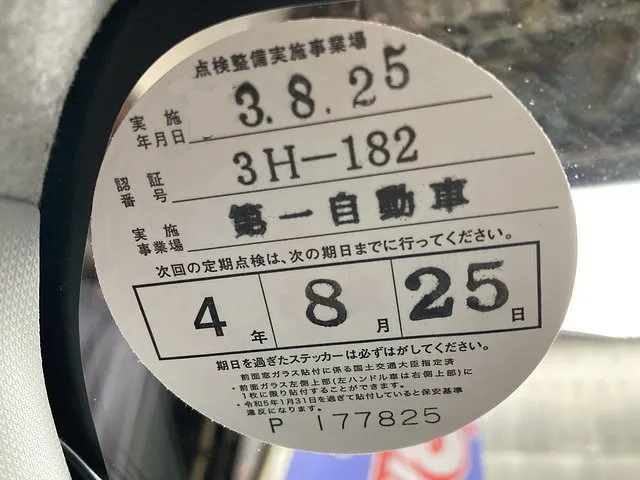 点検整備実施事業場
実施年月日 3.8.25
認証番号 3H-182
実施事業場 第一自動車
次回の定期点検は、次の期日までに行ってください。
4年 8月 25日
期日を過ぎたステッカーは必ずはがしてください。
前面窓ガラス貼付に係る国土交通大臣指定済
・前面ガラス左側上部(左ハンドル車は右側上部)に
1枚に限り貼付することができます。
・令和5年1月31日を過ぎて貼付していると保安基準
違反になります。
P 177825